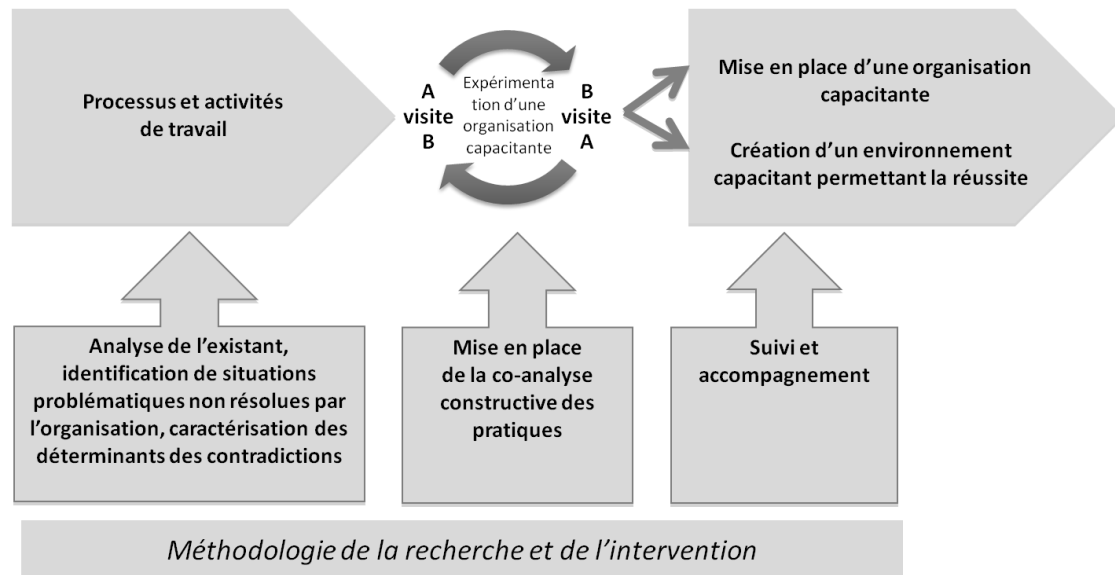 Processus et activités
de travail
A
visite
B
Expérimenta
tion d'une
organisation
capacitante
B
visite
A
Mise en place d'une organisation
capacitante
Création d'un environnement
capacitant permettant la réussite
Analyse de l'existant,
identification de situations
problématiques non résolues par
l'organisation, caractérisation des
déterminants des contradictions
Mise en place
de la co-analyse
constructive des
pratiques
Suivi et
accompagnement
Méthodologie de la recherche et de l'intervention